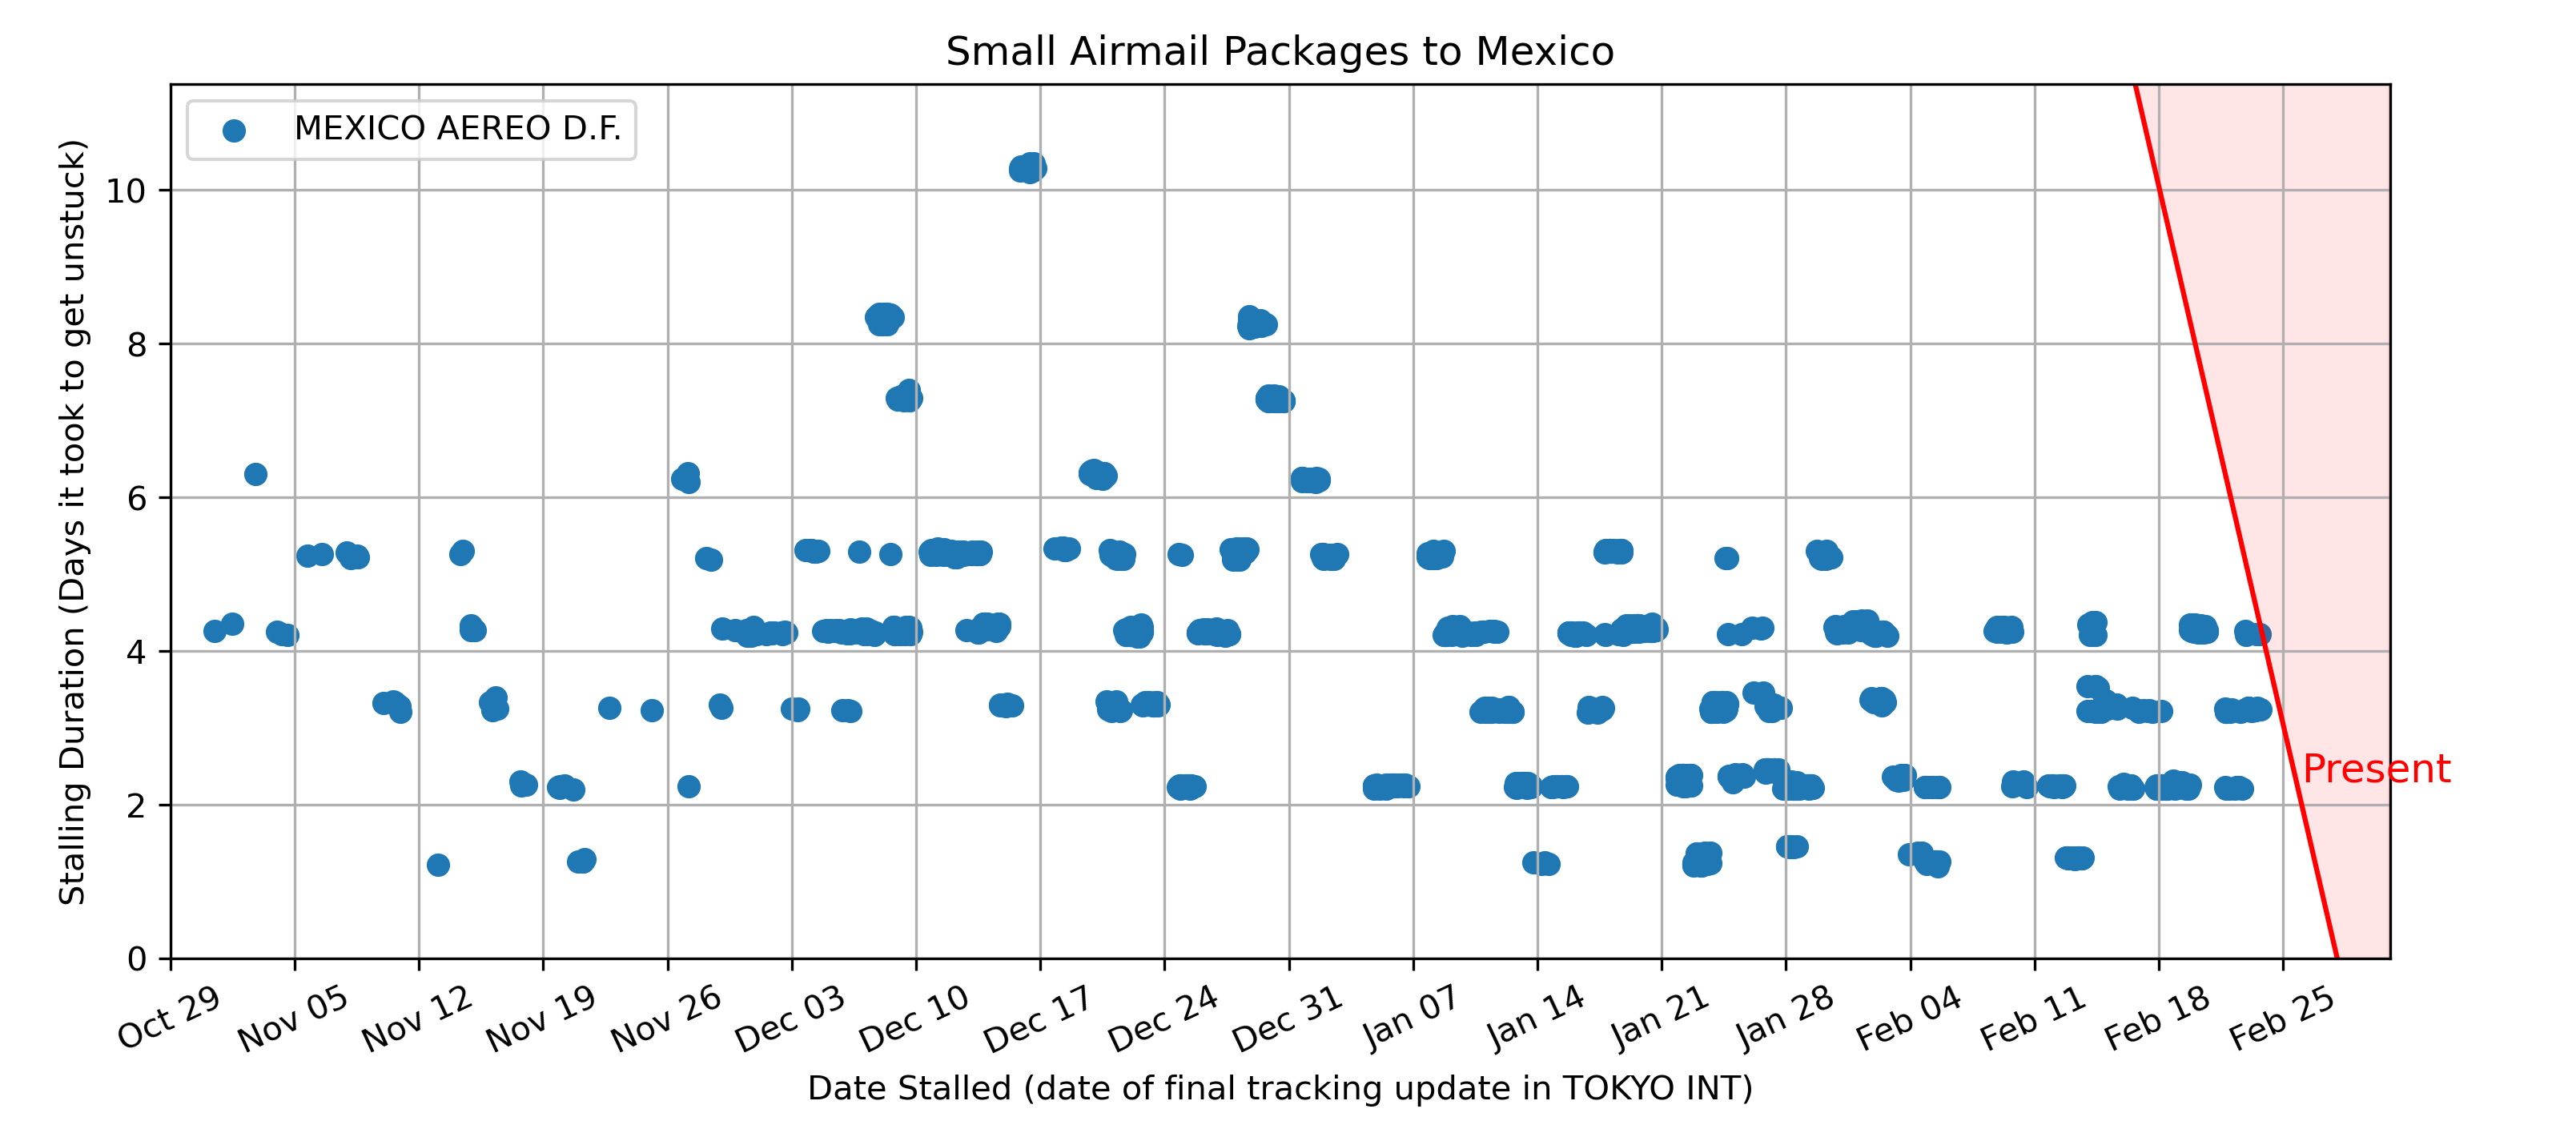 Small Airmail Packages to Mexico
MEXICO AEREO D.F.
Stalling Duration (Days it took to get unstuck)
10
8
6
4
2
0
Present
Oct 29
Nov 05
Nov 12
Nov 19
Nov 26
Dec 03
Dec 10
Dec 17
Dec 24
Dec 31
Jan 07
Jan 14
Jan 21
Jan 28
Feb 04
Feb 11
Feb 18
Feb 25
Date Stalled (date of final tracking update in TOKYO INT)